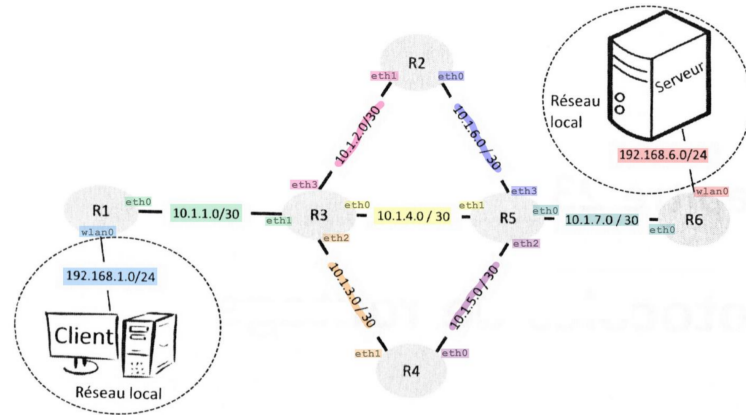 R2
eth1
eth0
Serveur
Réseau
local
10.1.2.0/30
10.1.6.0 / 30
192.168.6.0/24
eth3
eth3
wlan0
R1
eth0
10.1.1.0/30
eth1
R3
eth0
10.1.4.0 / 30
eth1
R5
eth0
10.1.7.0 / 30
eth0
R6
wlan0
eth2
eth2
192.168.1.0/24
10.1.3.0 / 30
10.1.5.0 / 30
Client
eth1
eth0
R4
Réseau local